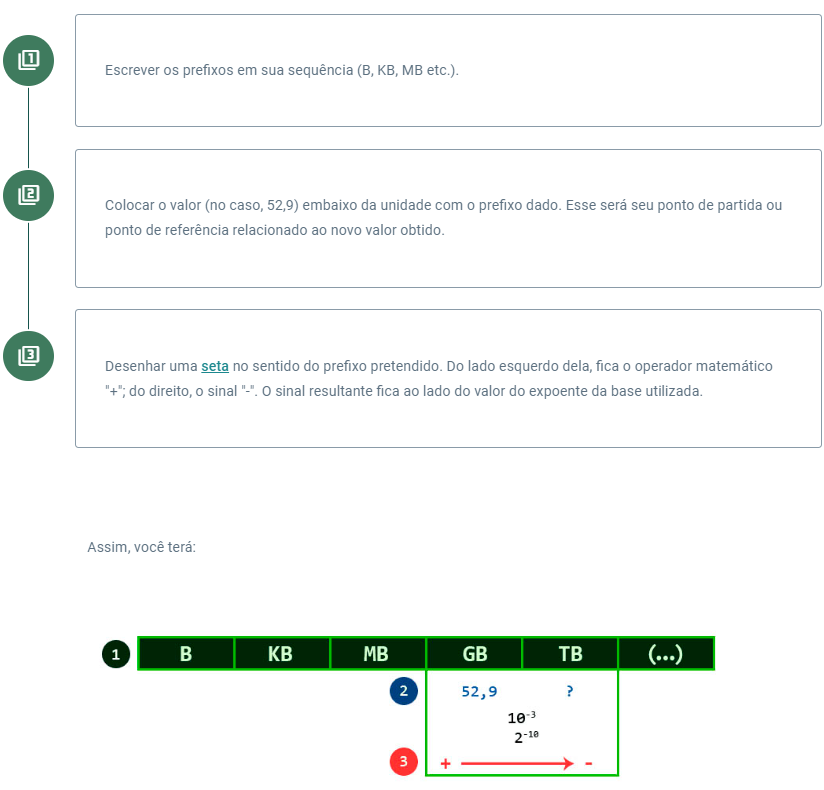 1
Escrever os prefixos em sua sequência (B, KB, MB etc.).
2
Colocar o valor (no caso, 52,9) embaixo da unidade com o prefixo dado. Esse será seu ponto de partida ou
ponto de referência relacionado ao novo valor obtido.
3
Desenhar uma seta no sentido do prefixo pretendido. Do lado esquerdo dela, fica o operador matemático
"+"; do direito, o sinal "-". O sinal resultante fica ao lado do valor do expoente da base utilizada.
Assim, você terá:
1 B KB MB GB TB (...)
2 52,9 ?
10⁻³
2⁻¹⁰
3 + -